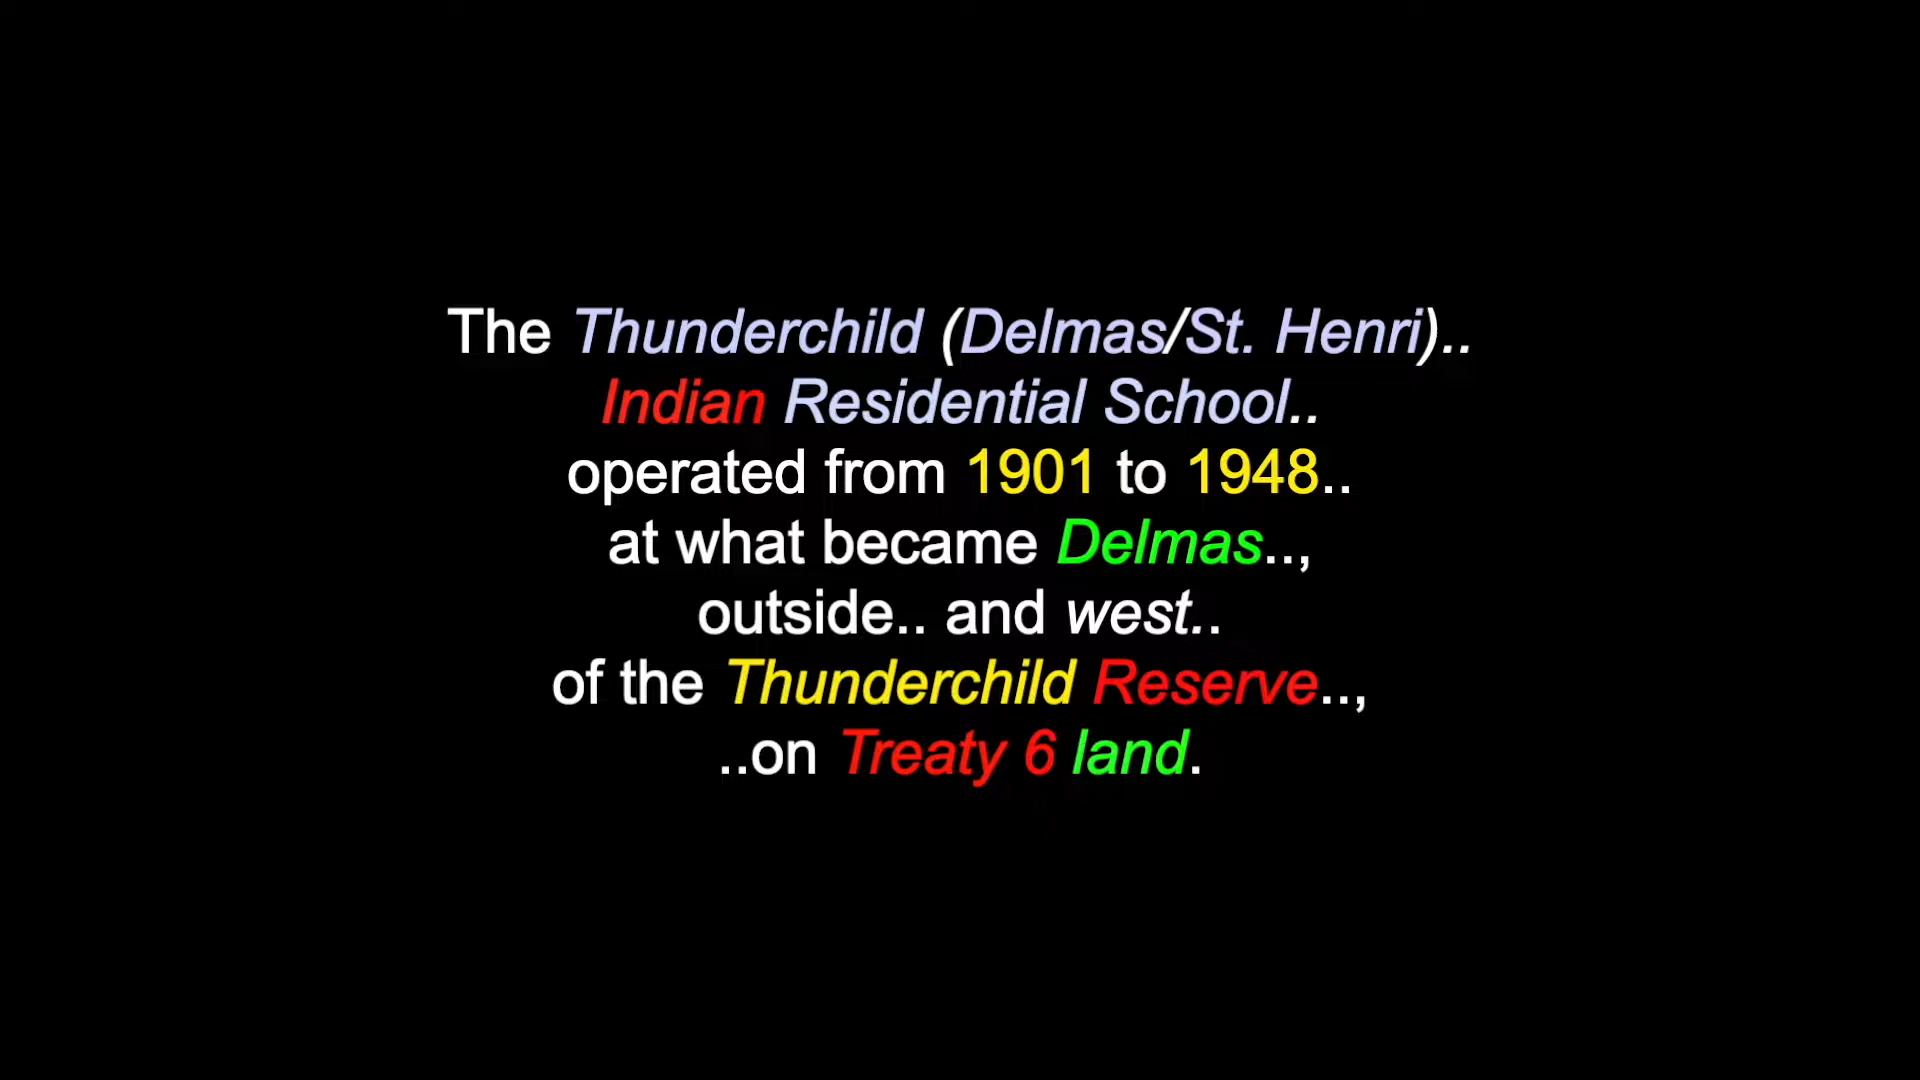 The Thunderchild (Delmas/St. Henri)..
Indian Residential School..
operated from 1901 to 1948..
at what became Delmas..,
outside.. and west..
of the Thunderchild Reserve..,
..on Treaty 6 land.